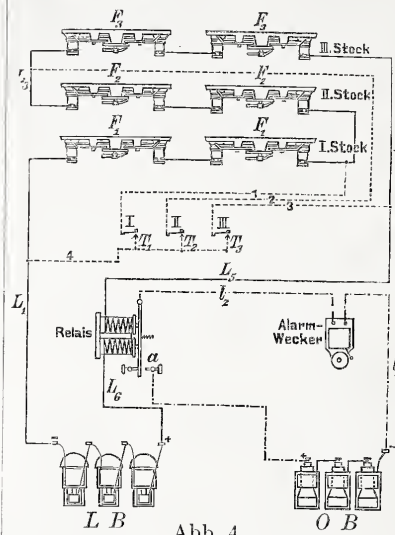 F₃ F₃
III. Stock
L₃
F₂ F₂
II. Stock
F₁ F₁
I. Stock
1
2
3
I II III
T₁ T₂ T₃
4
L₁
L₅
l₂
Relais
Alarm-
Wecker
a
L₆
- +
+ -
L B O B
Abb. 4